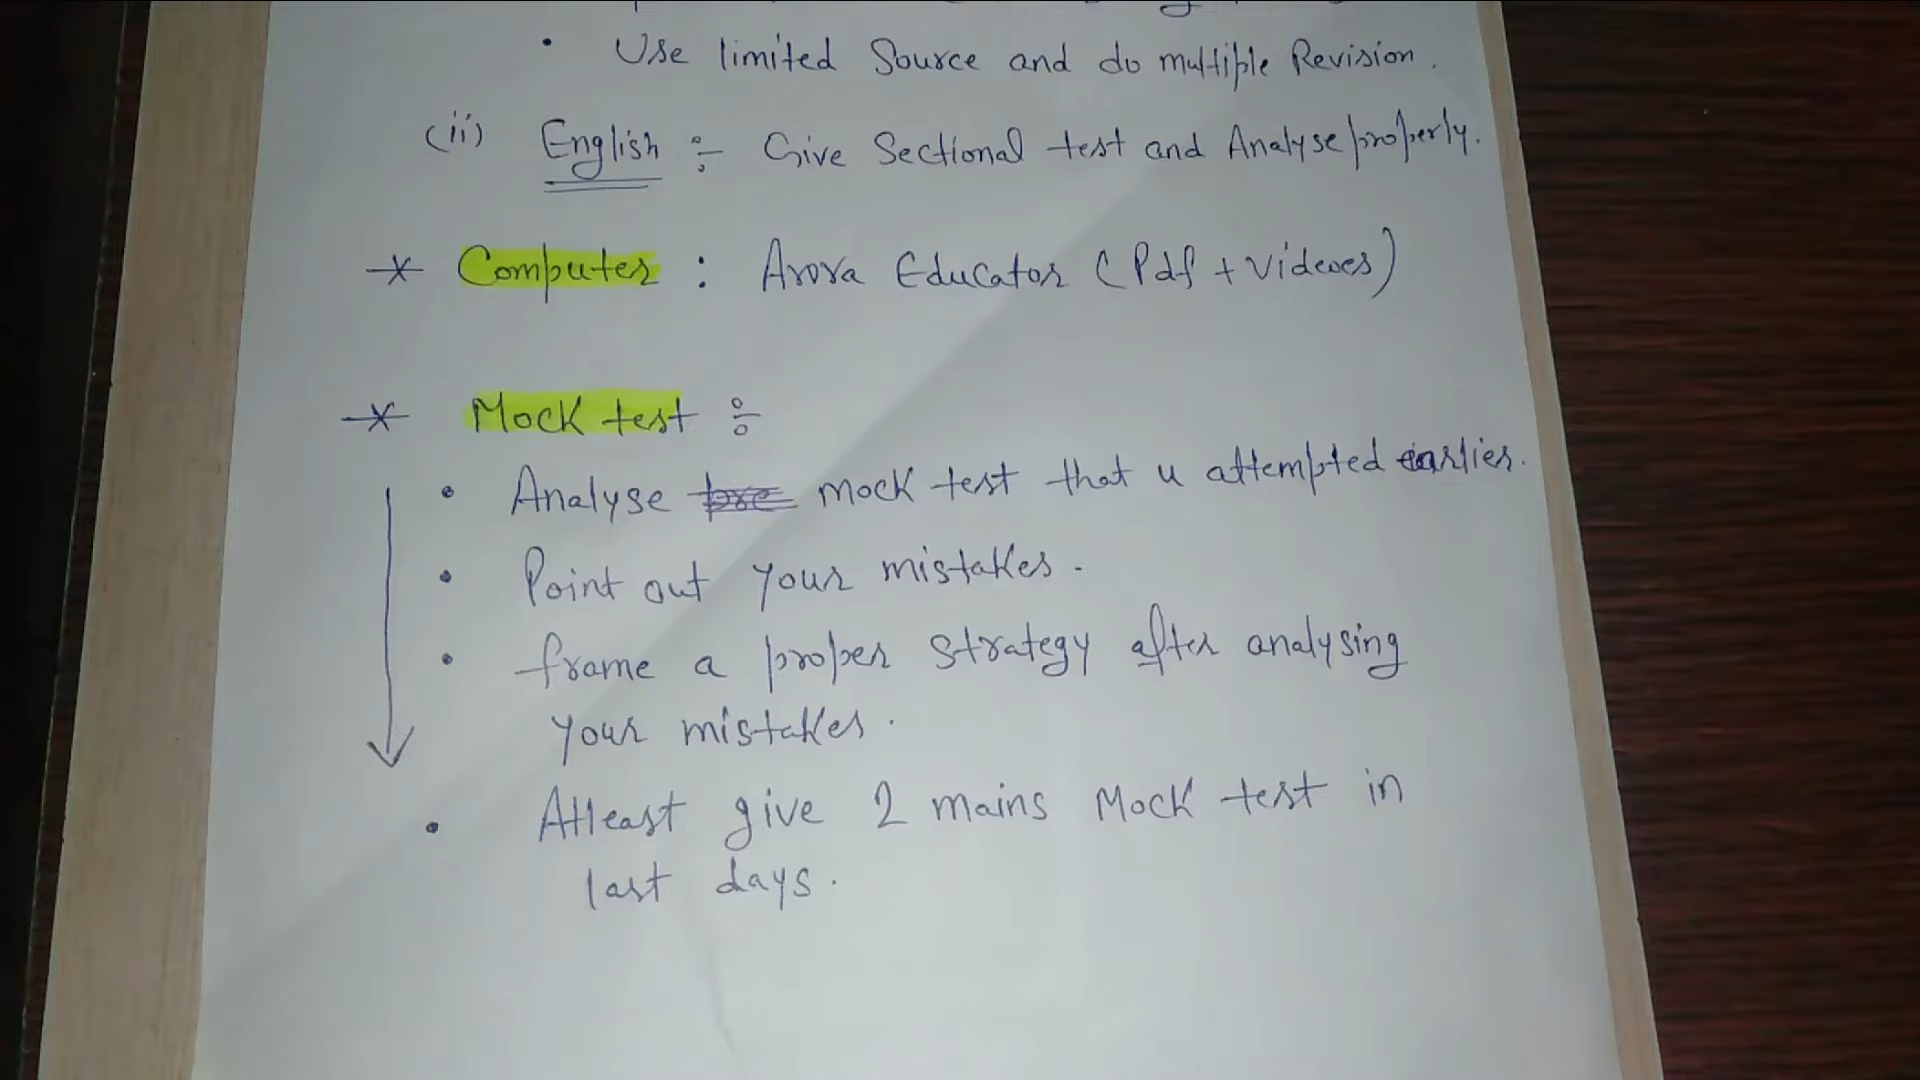 • Use limited Source and do multiple Revision.
(ii) English ÷ Give Sectional test and Analyse properly.
* Computer : Arora Educator (Pdf + Videoes)
* Mock test ÷
• Analyse mock test that u attempted earlier.
• Point out your mistakes.
• frame a proper strategy after analysing
your mistakes.
• Atleast give 2 mains Mock test in
last days.